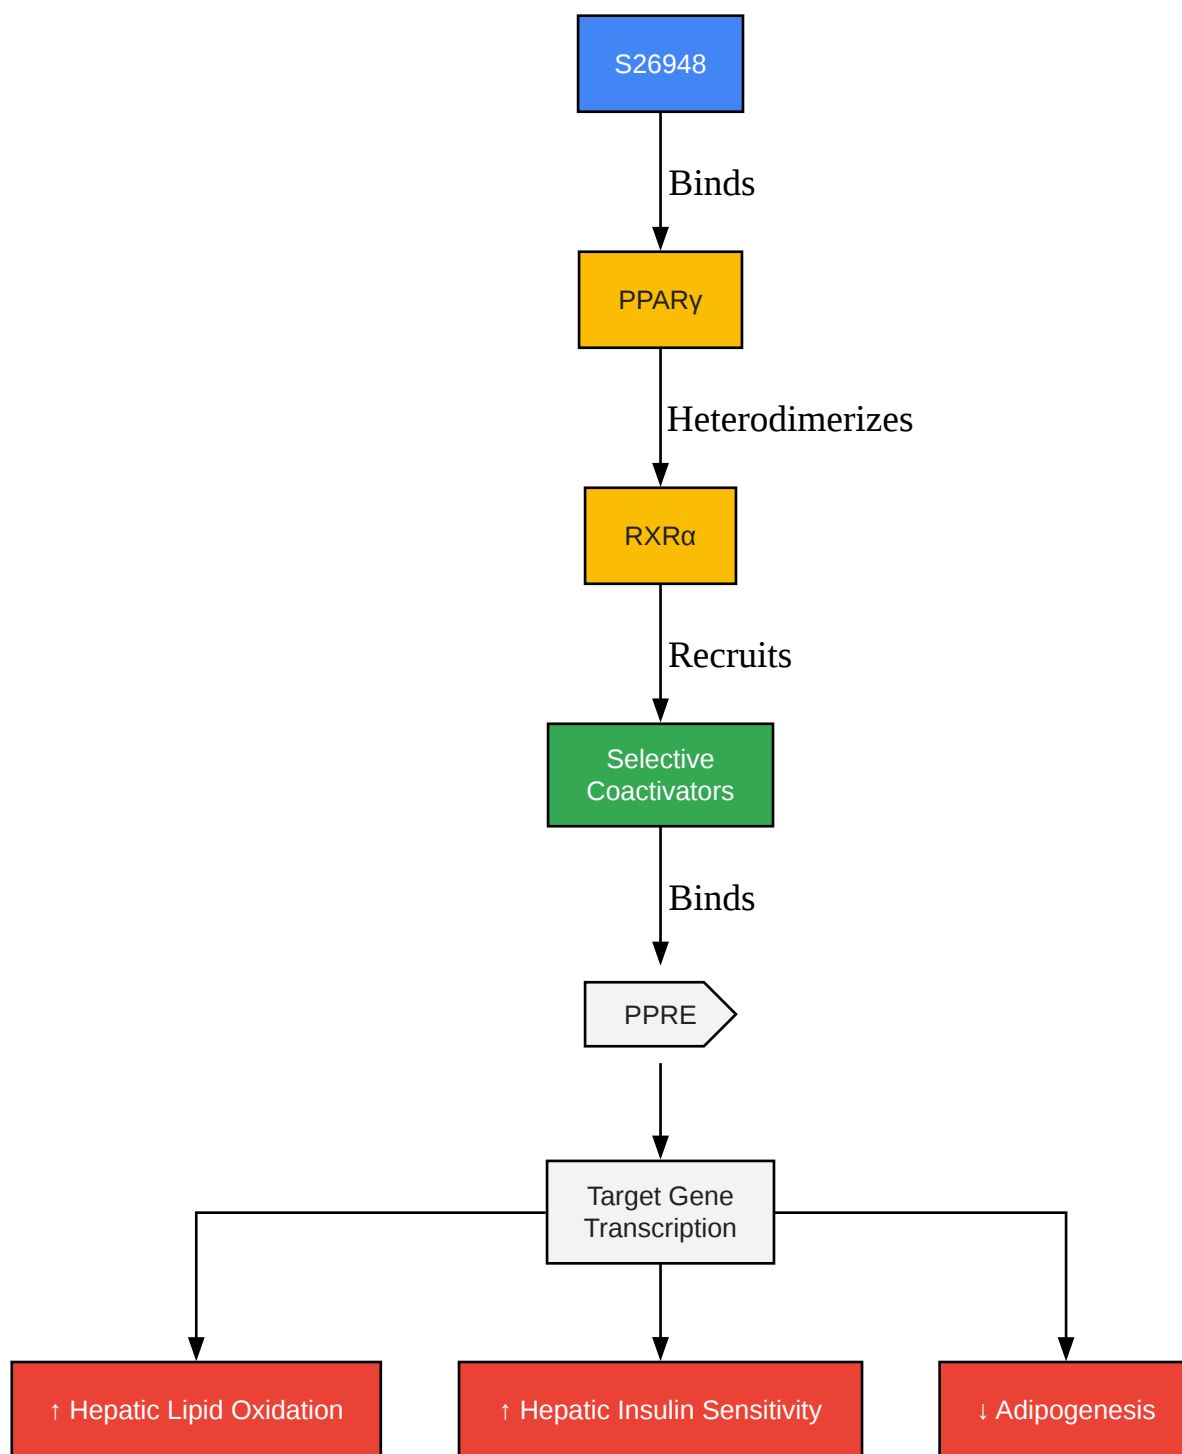 S26948
Binds
PPARγ
Heterodimerizes
RXRα
Recruits
Selective
Coactivators
Binds
PPRE
Target Gene
Transcription
↑ Hepatic Lipid Oxidation
↑ Hepatic Insulin Sensitivity
↓ Adipogenesis